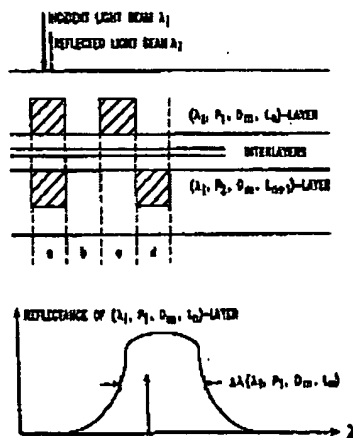 INCIDENT LIGHT BEAM λ1
REFLECTED LIGHT BEAM λ2
(λ1, P1, Dm, Ln)-LAYER
INTERLAYERS
(λ1, P2, Dm, Ln+1)-LAYER
a b c d
REFLECTANCE OF (λ1, P1, Dm, Ln)-LAYER
Δλ(λ1, P1, Dm, Ln)
λ